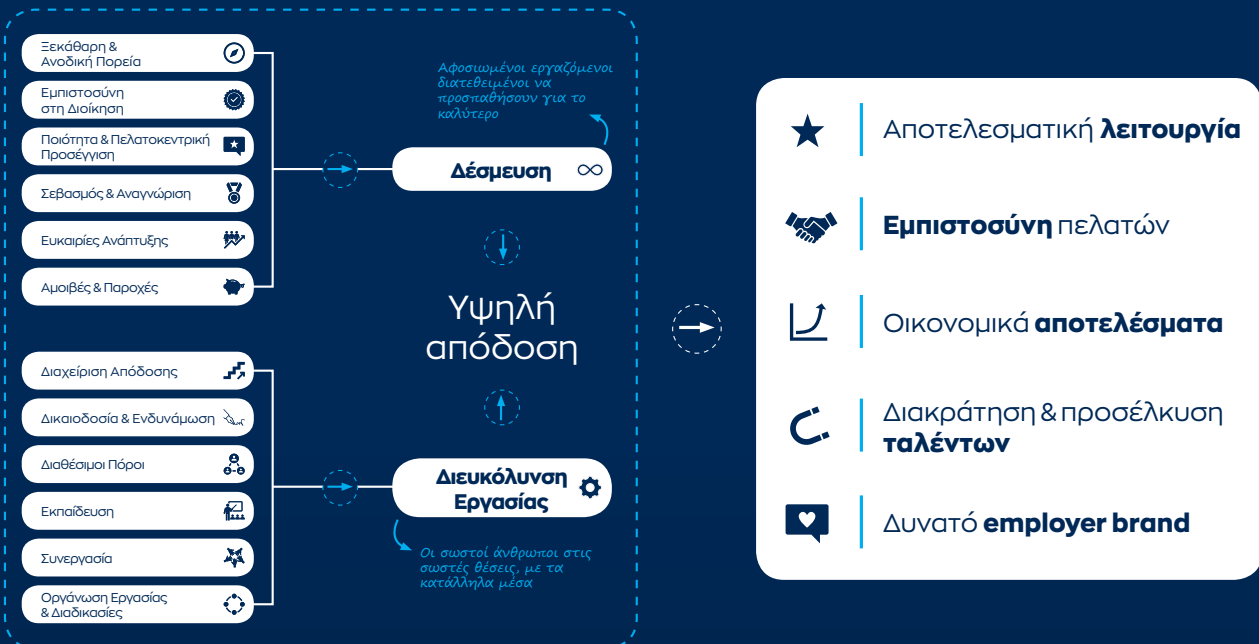 Ξεκάθαρη &
Ανοδική Πορεία
Εμπιστοσύνη
στη Διοίκηση
Ποιότητα & Πελατοκεντρική
Προσέγγιση
Σεβασμός & Αναγνώριση
Ευκαιρίες Ανάπτυξης
Αμοιβές & Παροχές
Αφοσιωμένοι εργαζόμενοι
διατεθειμένοι να
προσπαθήσουν για το
καλύτερο
Δέσμευση
Υψηλή
απόδοση
Διαχείριση Απόδοσης
Δικαιοδοσία & Ενδυνάμωση
Διαθέσιμοι Πόροι
Εκπαίδευση
Συνεργασία
Οργάνωση Εργασίας
& Διαδικασίες
Διευκόλυνση
Εργασίας
Οι σωστοί άνθρωποι στις
σωστές θέσεις, με τα
κατάλληλα μέσα
Αποτελεσματική λειτουργία
Εμπιστοσύνη πελατών
Οικονομικά αποτελέσματα
Διακράτηση & προσέλκυση
ταλέντων
Δυνατό employer brand